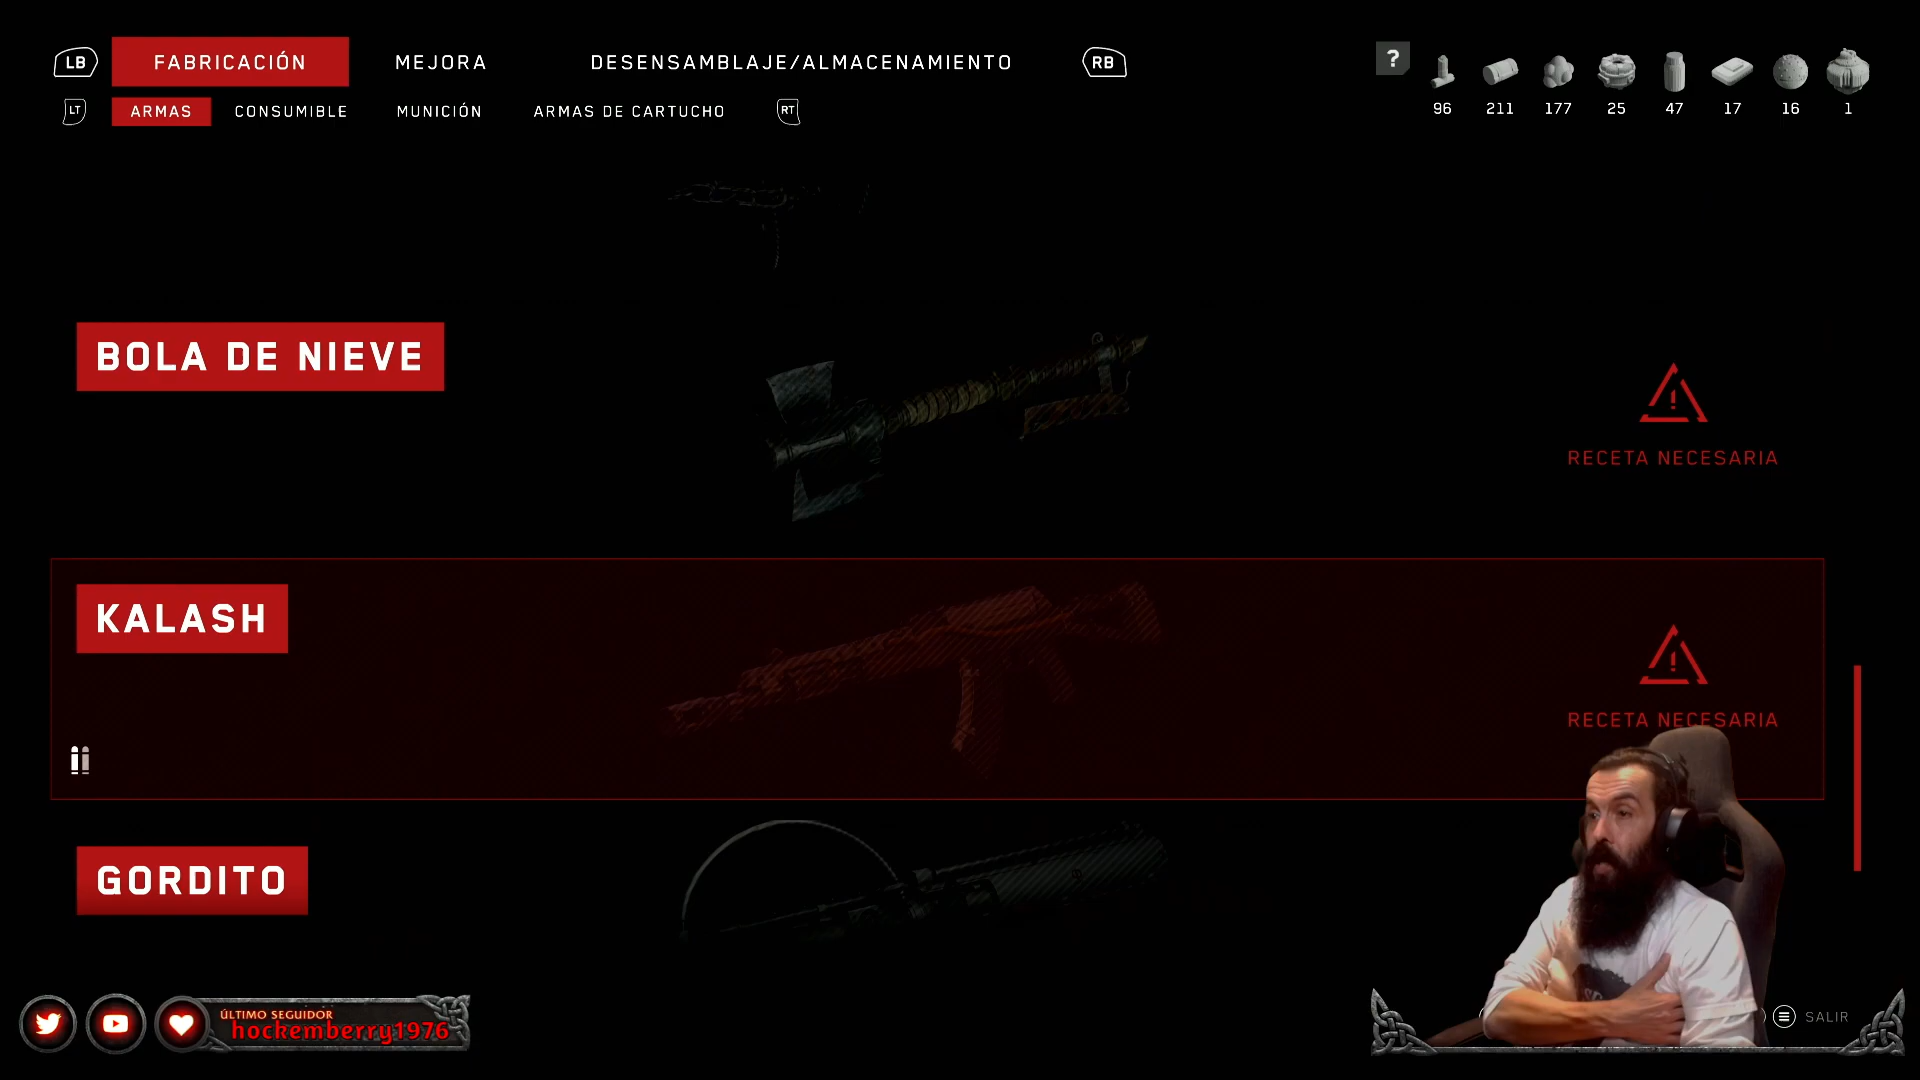 LB FABRICACIÓN MEJORA DESENSAMBLAJE/ALMACENAMIENTO RB ?
LT ARMAS CONSUMIBLE MUNICIÓN ARMAS DE CARTUCHO RT
96 211 177 25 47 17 16 1
BOLA DE NIEVE
RECETA NECESARIA
KALASH
RECETA NECESARIA
GORDITO
ÚLTIMO SEGUIDOR
hockemberry1976
SALIR